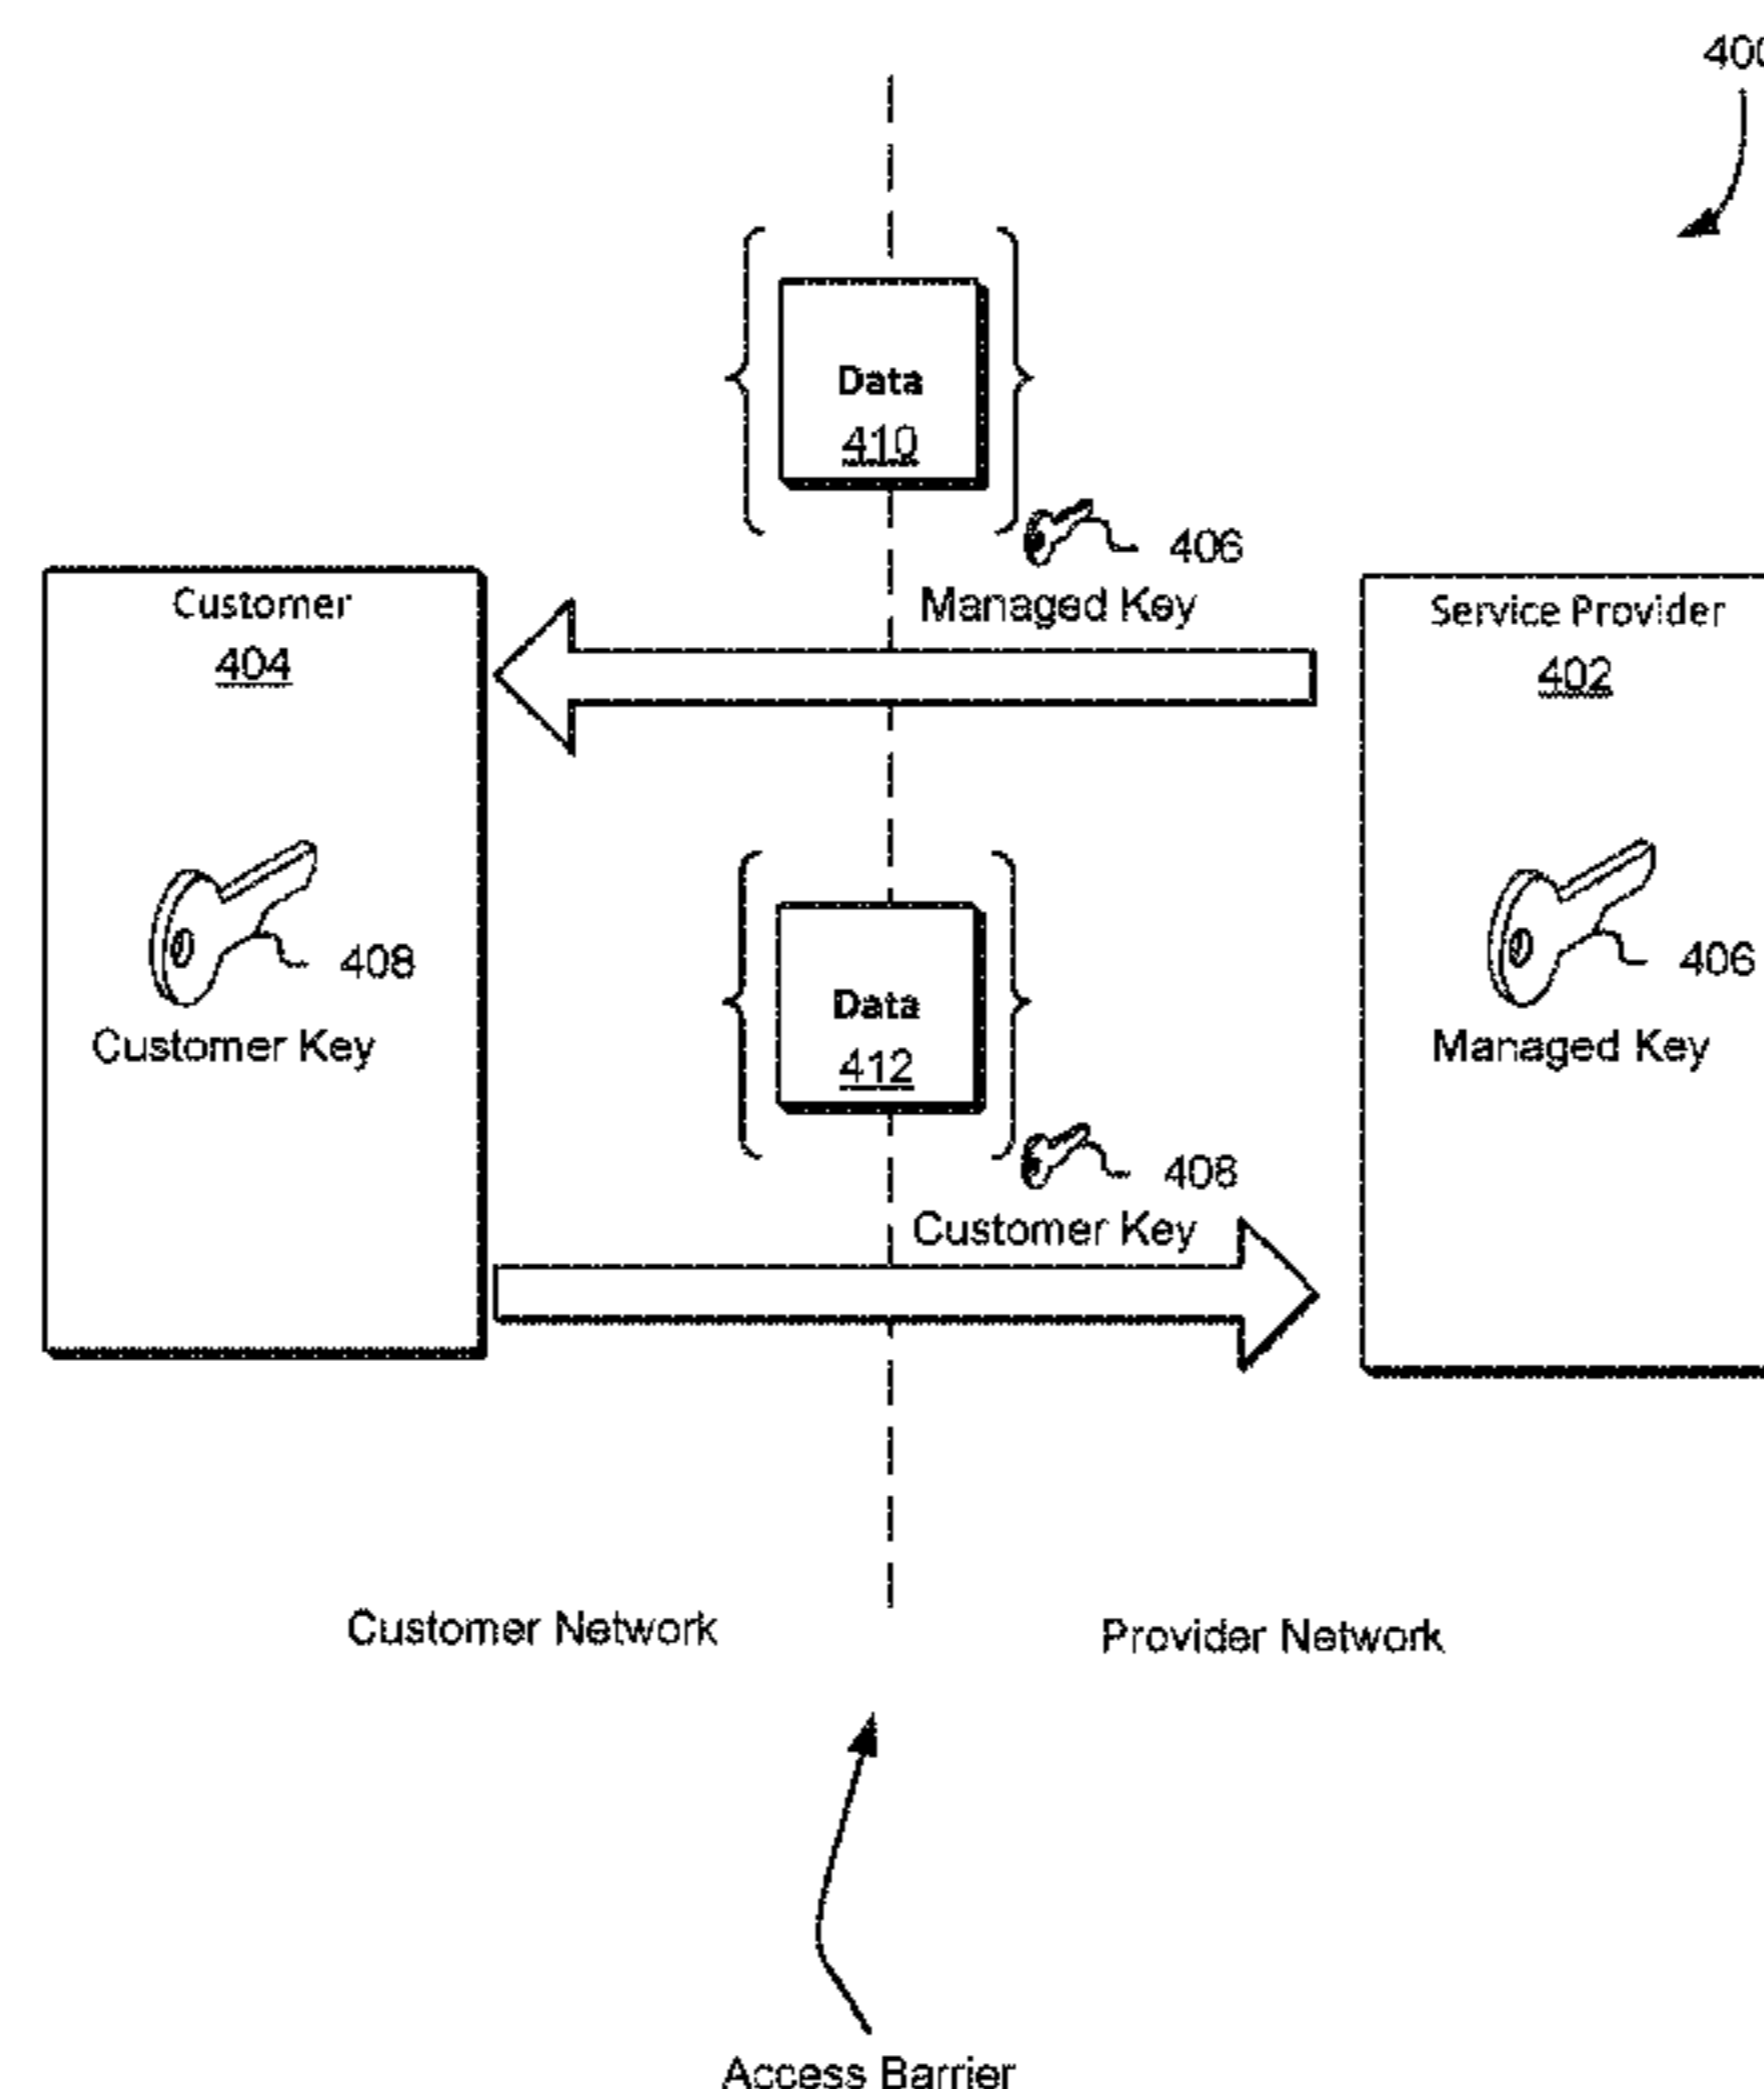 400
Data
410
406
Managed Key
Customer
404
Service Provider
402
408
Customer Key
Data
412
406
Managed Key
408
Customer Key
Customer Network
Provider Network
Access Barrier